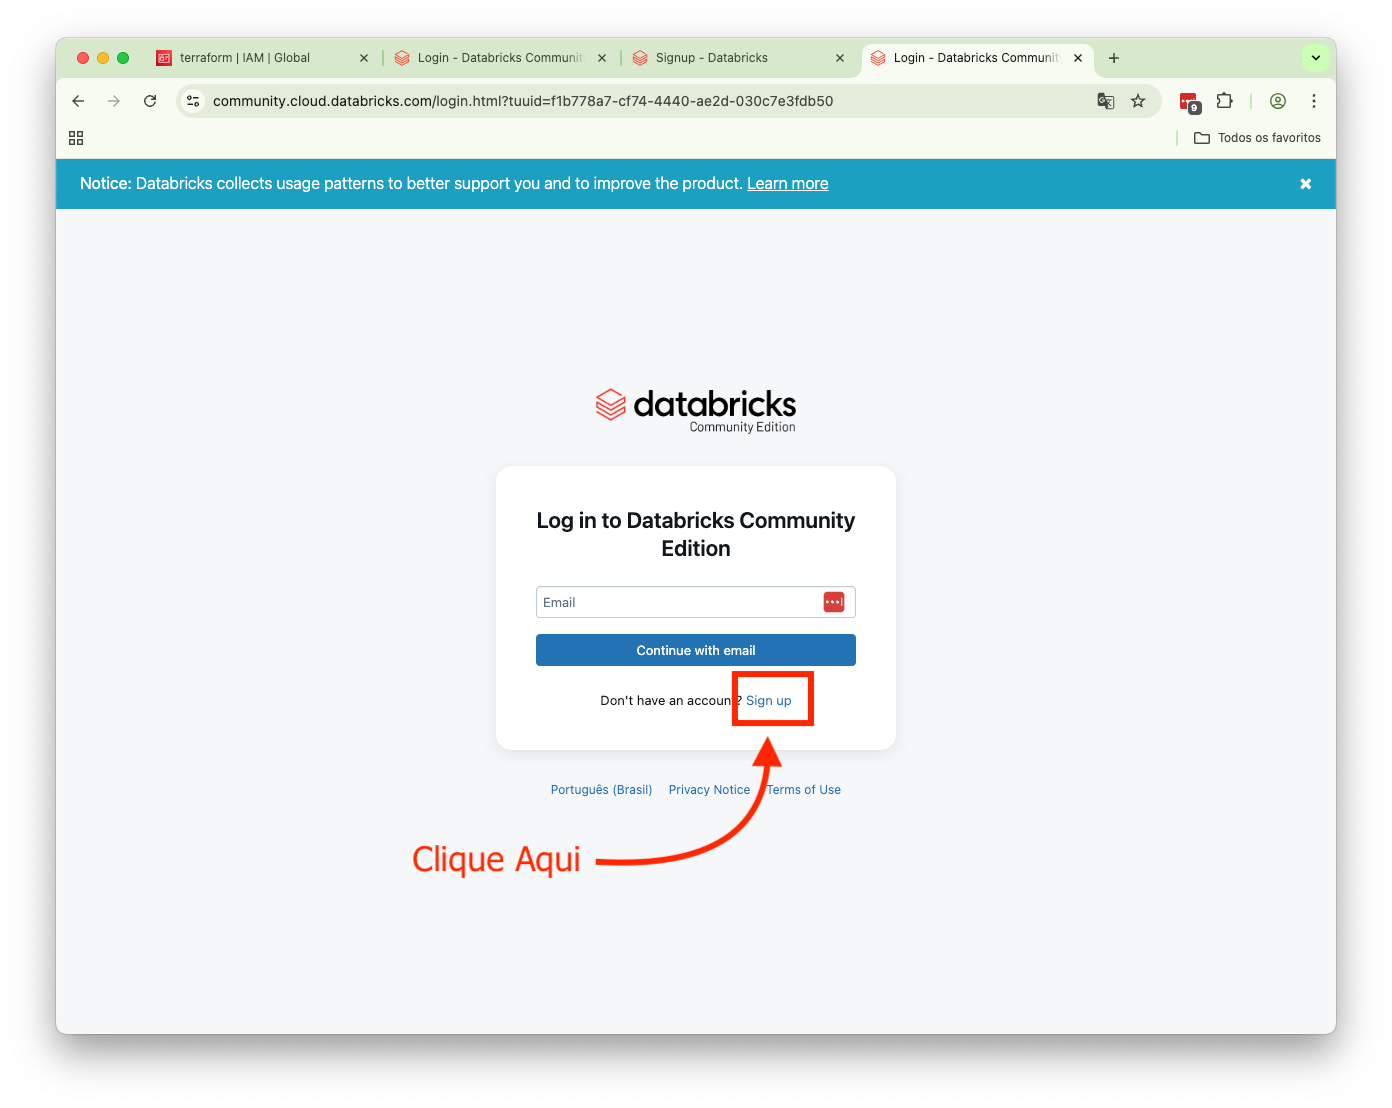 terraform | IAM | Global
Login - Databricks Communit
Signup - Databricks
Login - Databricks Communit
community.cloud.databricks.com/login.html?tuuid=f1b778a7-cf74-4440-ae2d-030c7e3fdb50
9
Todos os favoritos
Notice: Databricks collects usage patterns to better support you and to improve the product. Learn more
databricks
Community Edition
Log in to Databricks Community
Edition
Email
Continue with email
Don't have an account? Sign up
Português (Brasil) Privacy Notice Terms of Use
Clique Aqui